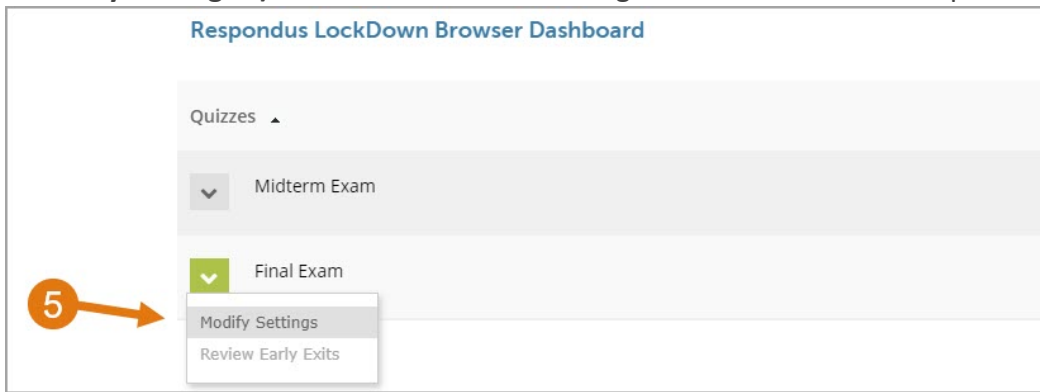 Respondus LockDown Browser Dashboard
Quizzes
Midterm Exam
Final Exam
5
Modify Settings
Review Early Exits